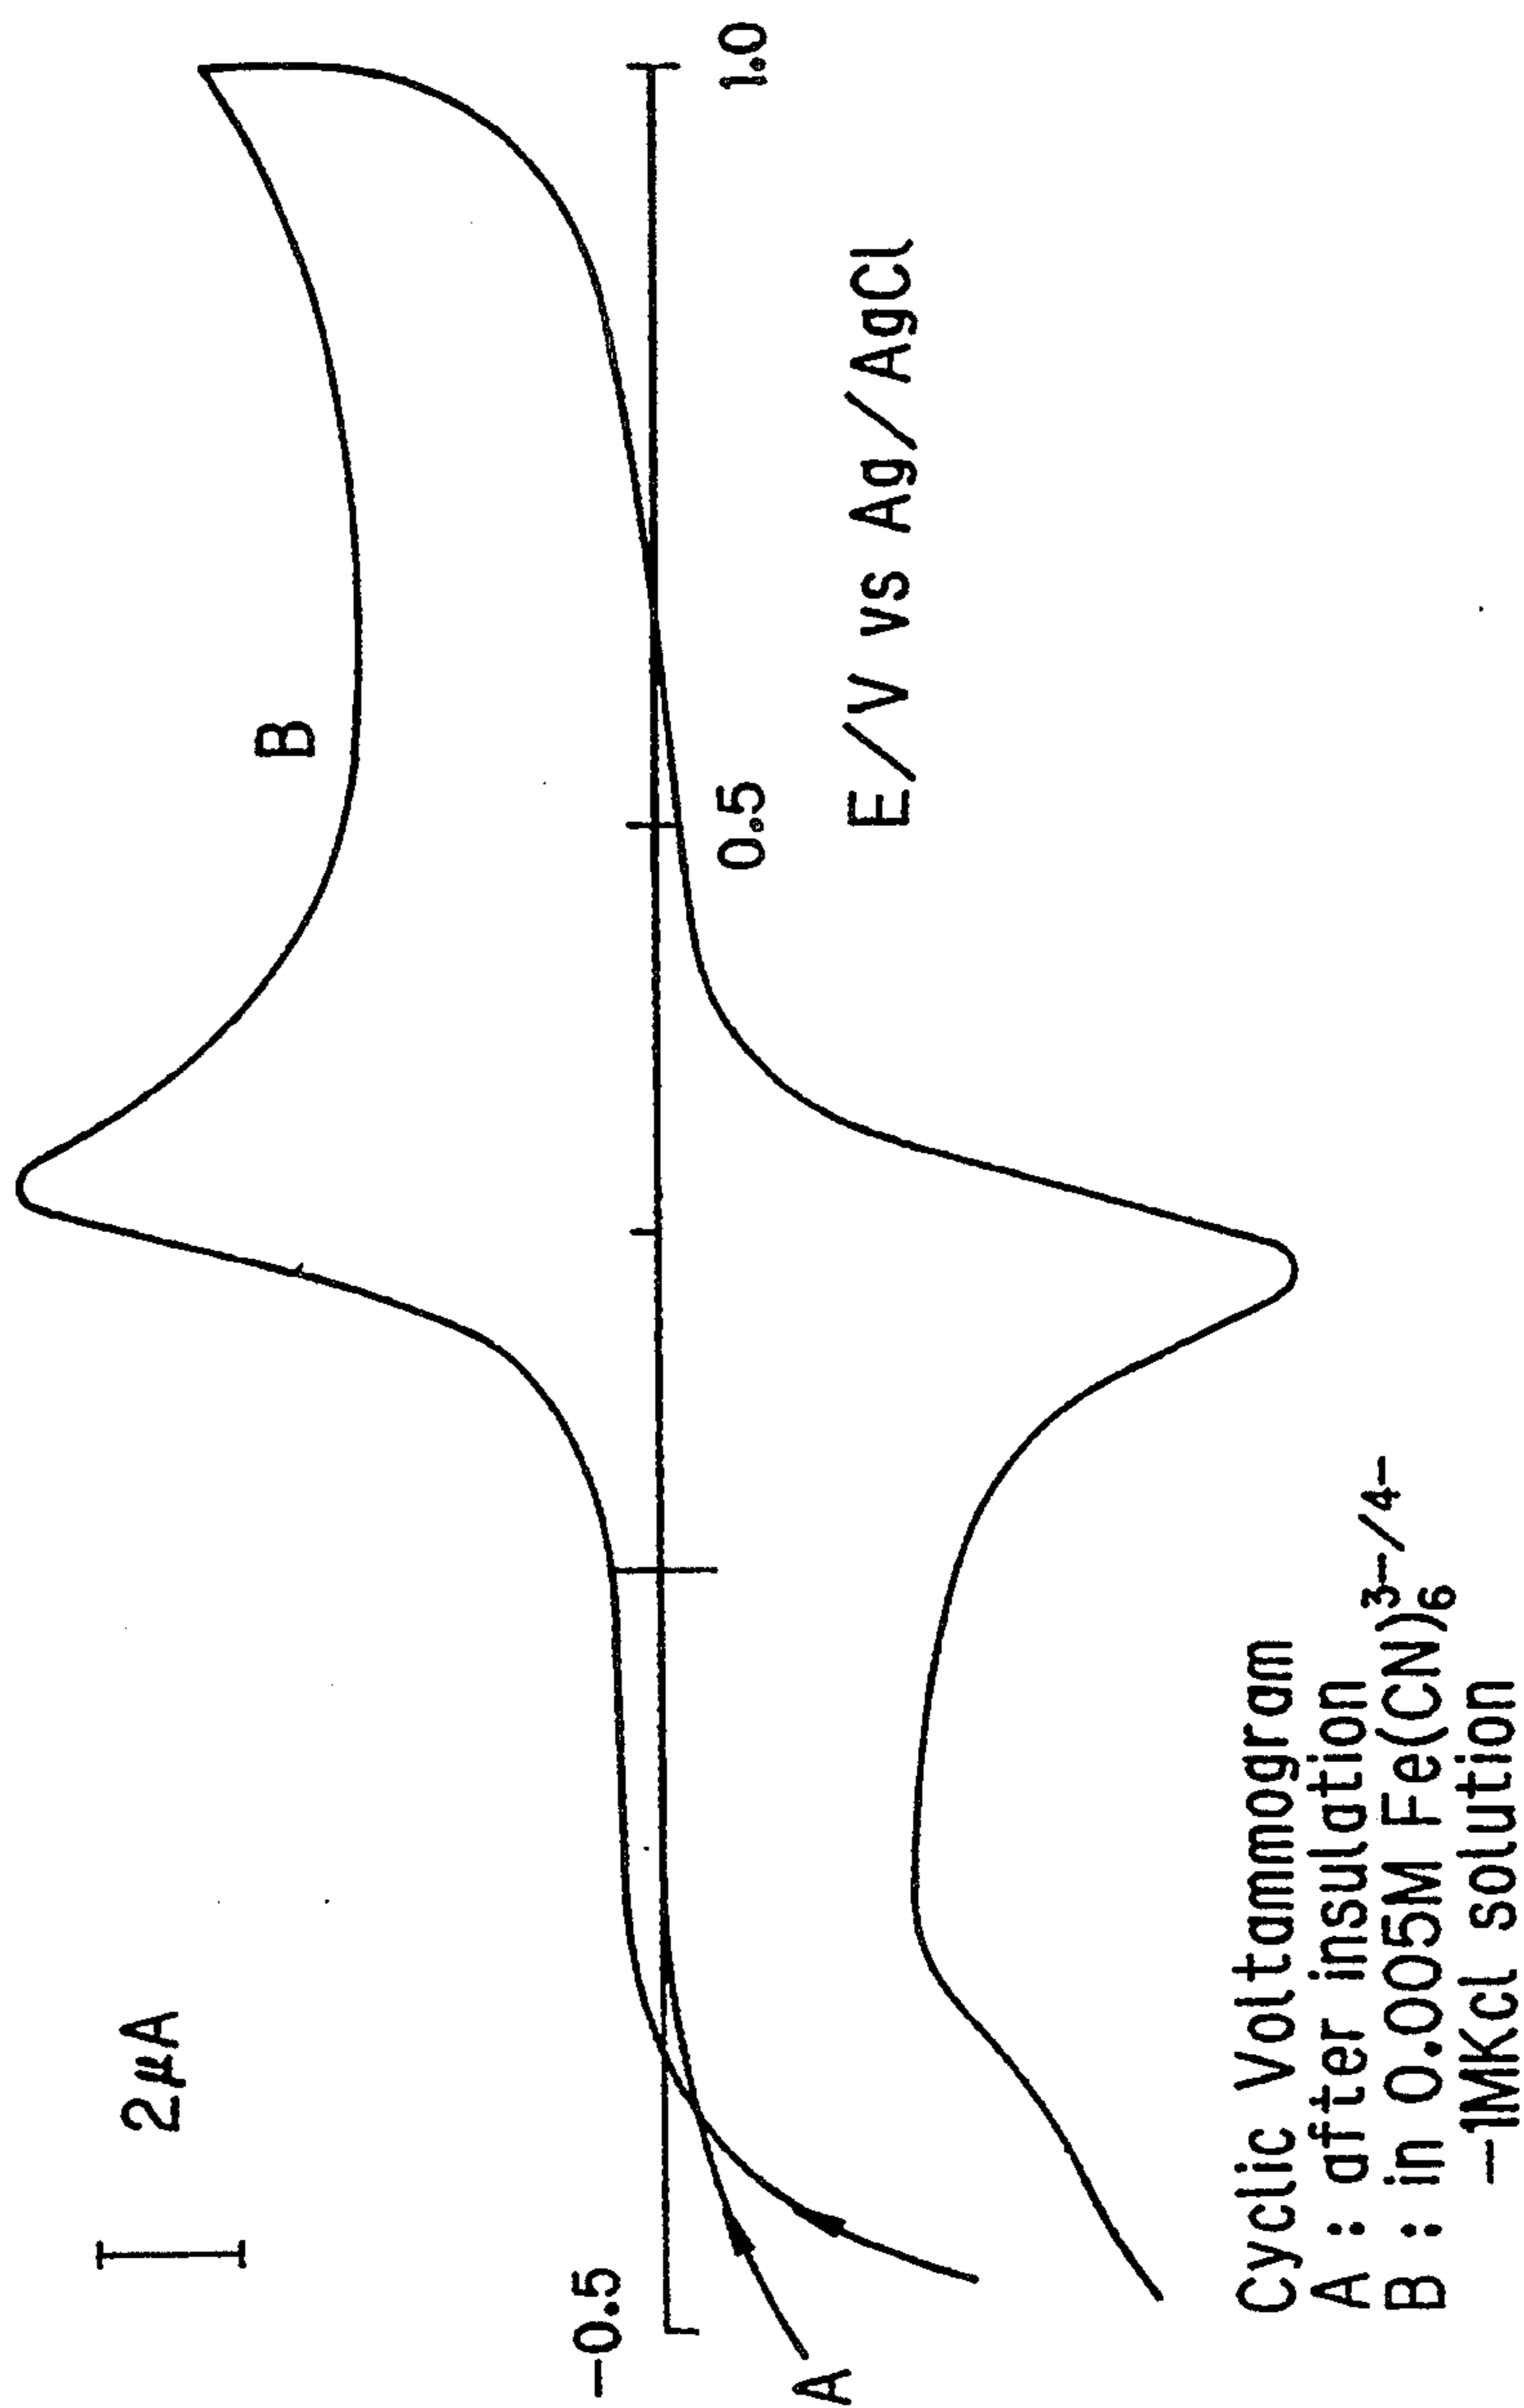 2μA
B
-0.5
0.5
1.0
A
E/V vs Ag/AgCl
Cyclic Voltammogram
A : after insulation
B : in 0.005M Fe(CN)6 3-/4-
-1MKcl solution